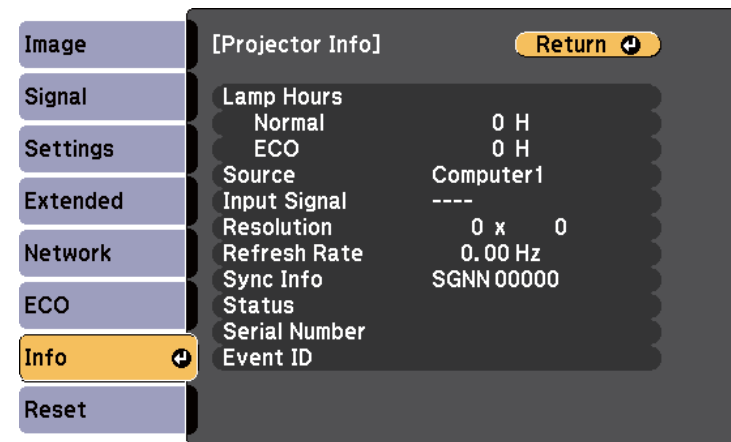 Image
Signal
Settings
Extended
Network
ECO
Info
Reset
[Projector Info]
Return
Lamp Hours
Normal 0 H
ECO 0 H
Source Computer1
Input Signal ----
Resolution 0 x 0
Refresh Rate 0.00 Hz
Sync Info SGNN 00000
Status
Serial Number
Event ID